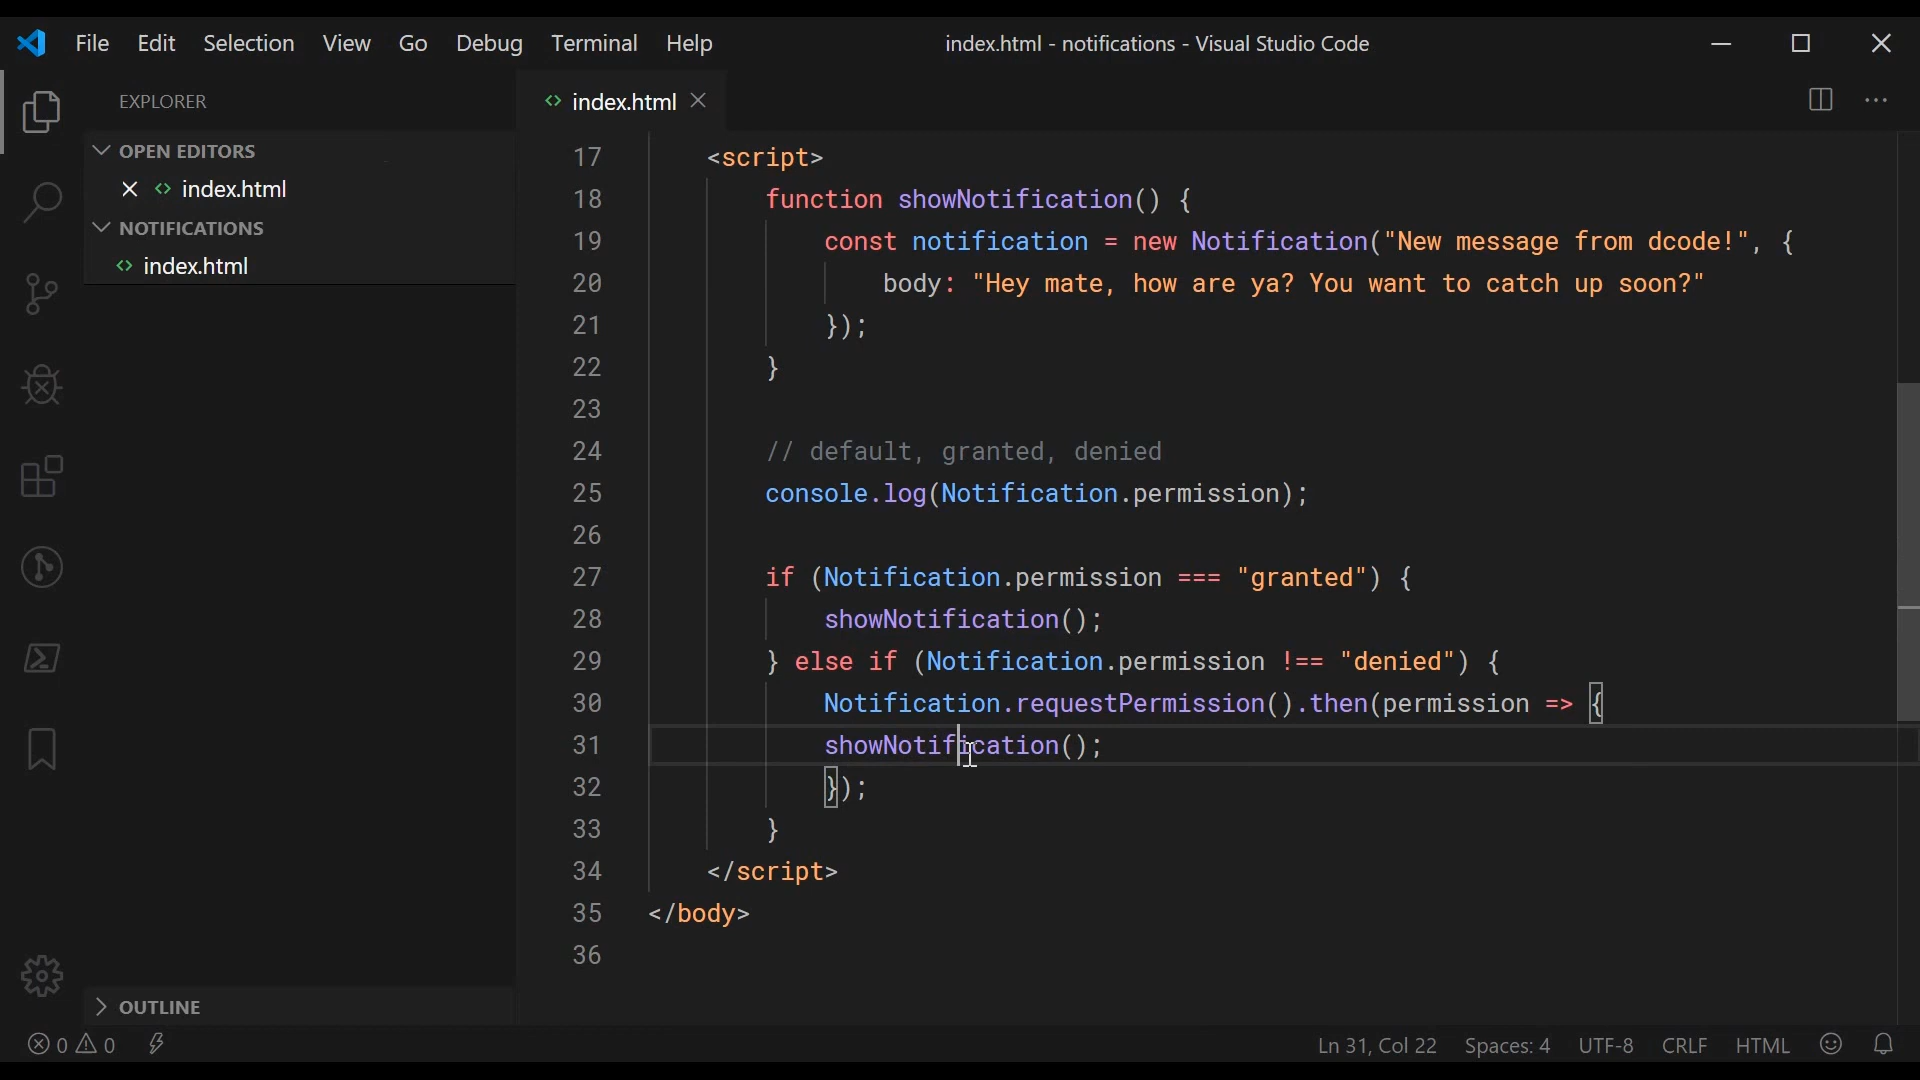 File Edit Selection View Go Debug Terminal Help index.html - notifications - Visual Studio Code
EXPLORER
OPEN EDITORS
index.html
NOTIFICATIONS
index.html
OUTLINE
index.html
17 <script>
18 function showNotification() {
19 const notification = new Notification("New message from dcode!", {
20 body: "Hey mate, how are ya? You want to catch up soon?"
21 });
22 }
23
24 // default, granted, denied
25 console.log(Notification.permission);
26
27 if (Notification.permission === "granted") {
28 showNotification();
29 } else if (Notification.permission !== "denied") {
30 Notification.requestPermission().then(permission => {
31 showNotification();
32 });
33 }
34 </script>
35 </body>
36
0 0 Ln 31, Col 22 Spaces: 4 UTF-8 CRLF HTML